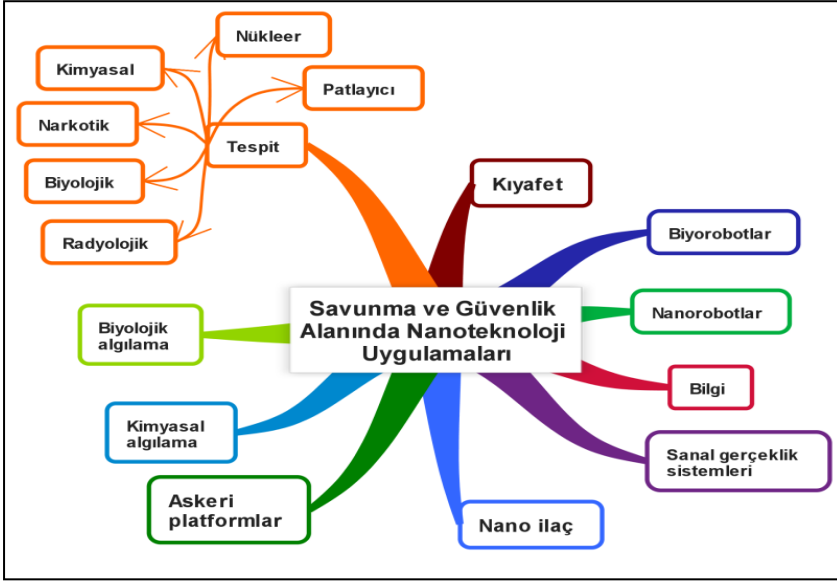 Nükleer
Kimyasal
Patlayıcı
Narkotik
Tespit
Biyolojik
Kıyafet
Radyolojik
Biyorobotlar
Savunma ve Güvenlik
Alanında Nanoteknoloji
Uygulamaları
Nanorobotlar
Biyolojik
algılama
Bilgi
Kimyasal
algılama
Sanal gerçeklik
sistemleri
Askeri
platformlar
Nano ilaç